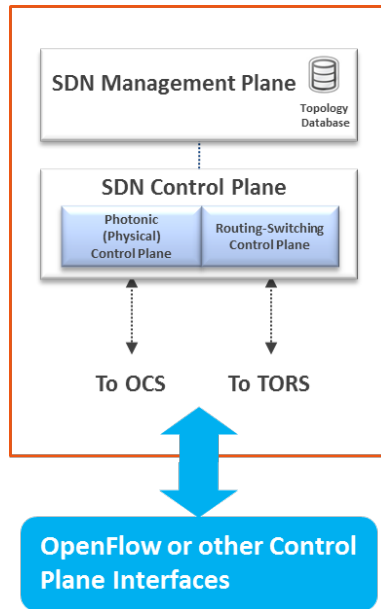 SDN Management Plane
Topology
Database
SDN Control Plane
Photonic
(Physical)
Control Plane
Routing-Switching
Control Plane
To OCS
To TORS
OpenFlow or other Control
Plane Interfaces